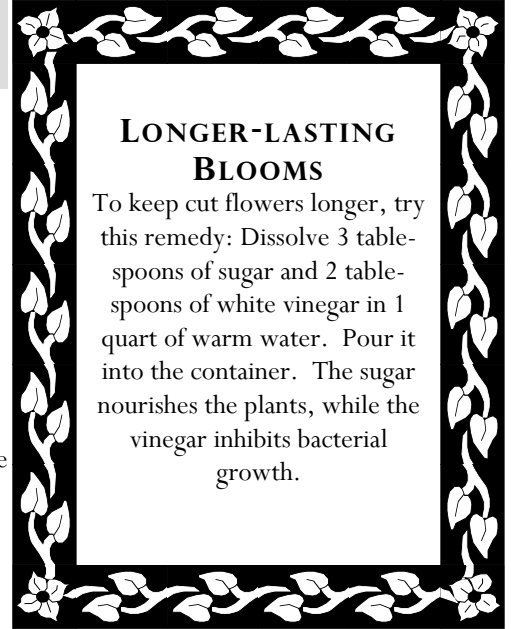 LONGER-LASTING
BLOOMS
To keep cut flowers longer, try
this remedy: Dissolve 3 table-
spoons of sugar and 2 table-
spoons of white vinegar in 1
quart of warm water.  Pour it
into the container.  The sugar
nourishes the plants, while the
vinegar inhibits bacterial
growth.